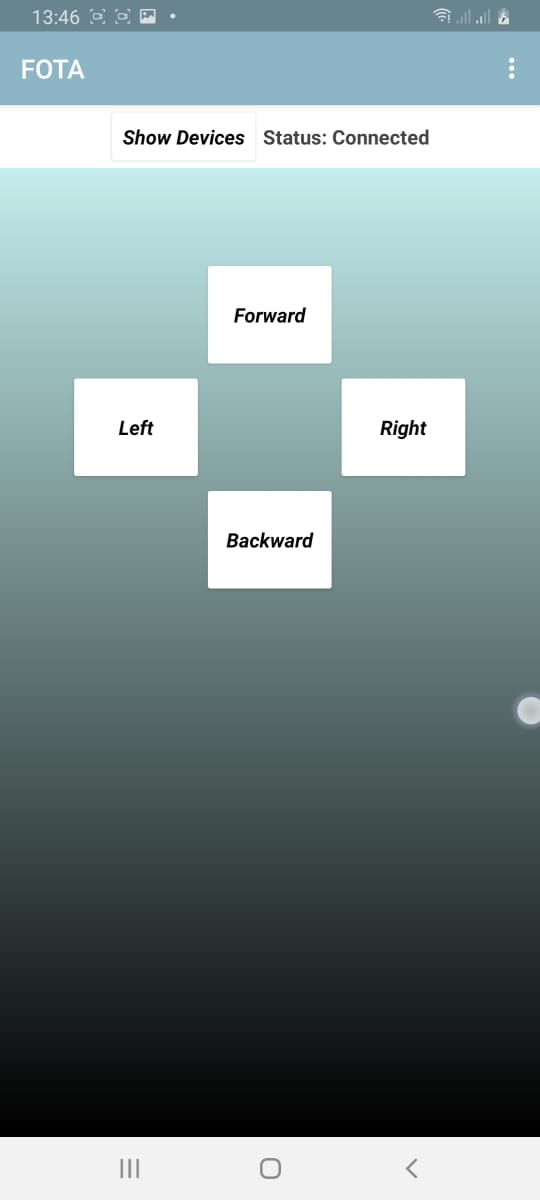 13:46
FOTA
Show Devices Status: Connected
Forward
Left Right
Backward